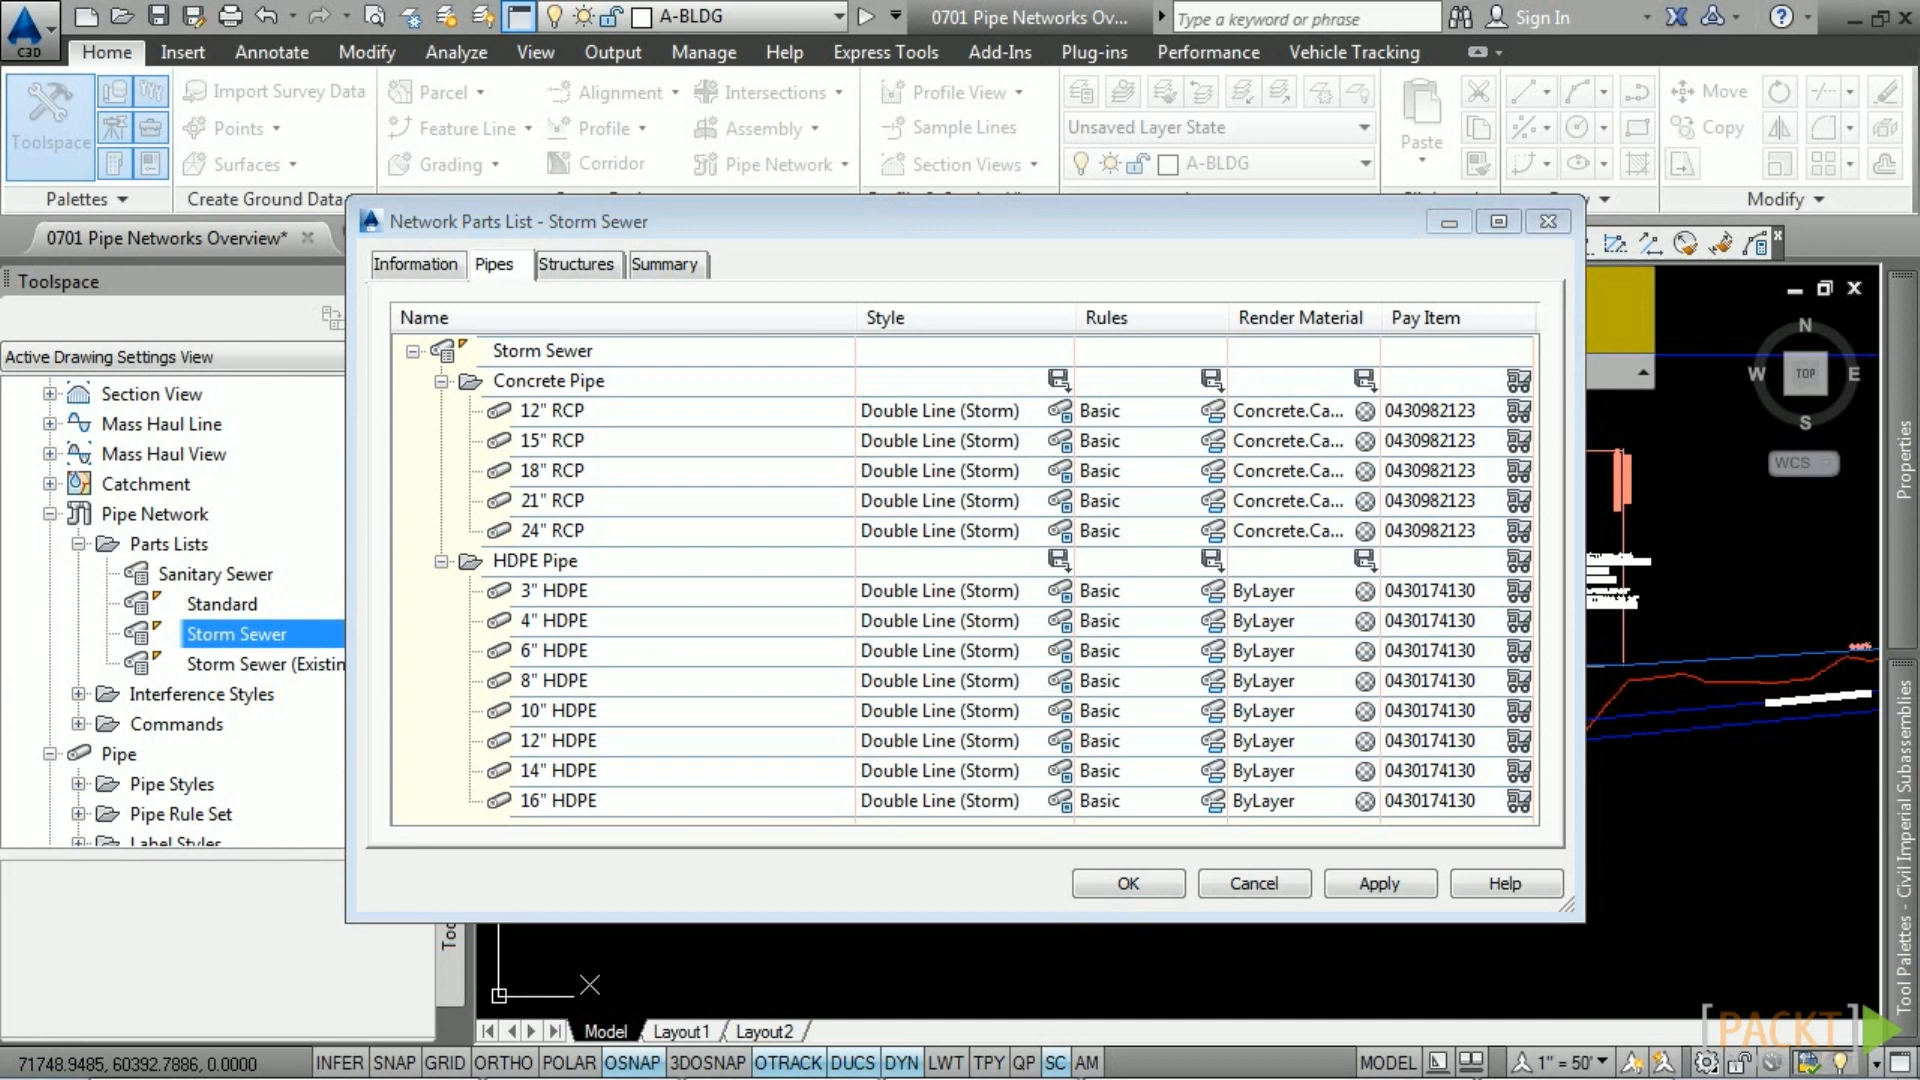 A-BLDG
0701 Pipe Networks Ov...
Type a keyword or phrase
Sign In
C3D
Home Insert Annotate Modify Analyze View Output Manage Help Express Tools Add-Ins Plug-ins Performance Vehicle Tracking
Toolspace
Import Survey Data
Points
Surfaces
Parcel
Feature Line
Grading
Alignment
Profile
Corridor
Intersections
Assembly
Pipe Network
Profile View
Sample Lines
Section Views
Unsaved Layer State
A-BLDG
Paste
Move
Copy
Palettes
Create Ground Data
Modify
0701 Pipe Networks Overview*
Toolspace
Active Drawing Settings View
Section View
Mass Haul Line
Mass Haul View
Catchment
Pipe Network
Parts Lists
Sanitary Sewer
Standard
Storm Sewer
Storm Sewer (Existin
Interference Styles
Commands
Pipe
Pipe Styles
Pipe Rule Set
Label Styles
Network Parts List - Storm Sewer
Information Pipes Structures Summary
Name Style Rules Render Material Pay Item
Storm Sewer
Concrete Pipe
12" RCP Double Line (Storm) Basic Concrete.Ca... 0430982123
15" RCP Double Line (Storm) Basic Concrete.Ca... 0430982123
18" RCP Double Line (Storm) Basic Concrete.Ca... 0430982123
21" RCP Double Line (Storm) Basic Concrete.Ca... 0430982123
24" RCP Double Line (Storm) Basic Concrete.Ca... 0430982123
HDPE Pipe
3" HDPE Double Line (Storm) Basic ByLayer 0430174130
4" HDPE Double Line (Storm) Basic ByLayer 0430174130
6" HDPE Double Line (Storm) Basic ByLayer 0430174130
8" HDPE Double Line (Storm) Basic ByLayer 0430174130
10" HDPE Double Line (Storm) Basic ByLayer 0430174130
12" HDPE Double Line (Storm) Basic ByLayer 0430174130
14" HDPE Double Line (Storm) Basic ByLayer 0430174130
16" HDPE Double Line (Storm) Basic ByLayer 0430174130
OK Cancel Apply Help
N
W TOP E
S
WCS
Properties
Tool Palettes - Civil Imperial Subassemblies
Too
Model Layout1 Layout2
PACKT
71748.9485, 60392.7886, 0.0000
INFER SNAP GRID ORTHO POLAR OSNAP 3DOSNAP OTRACK DUCS DYN LWT TPY QP SC AM
MODEL
1" = 50'